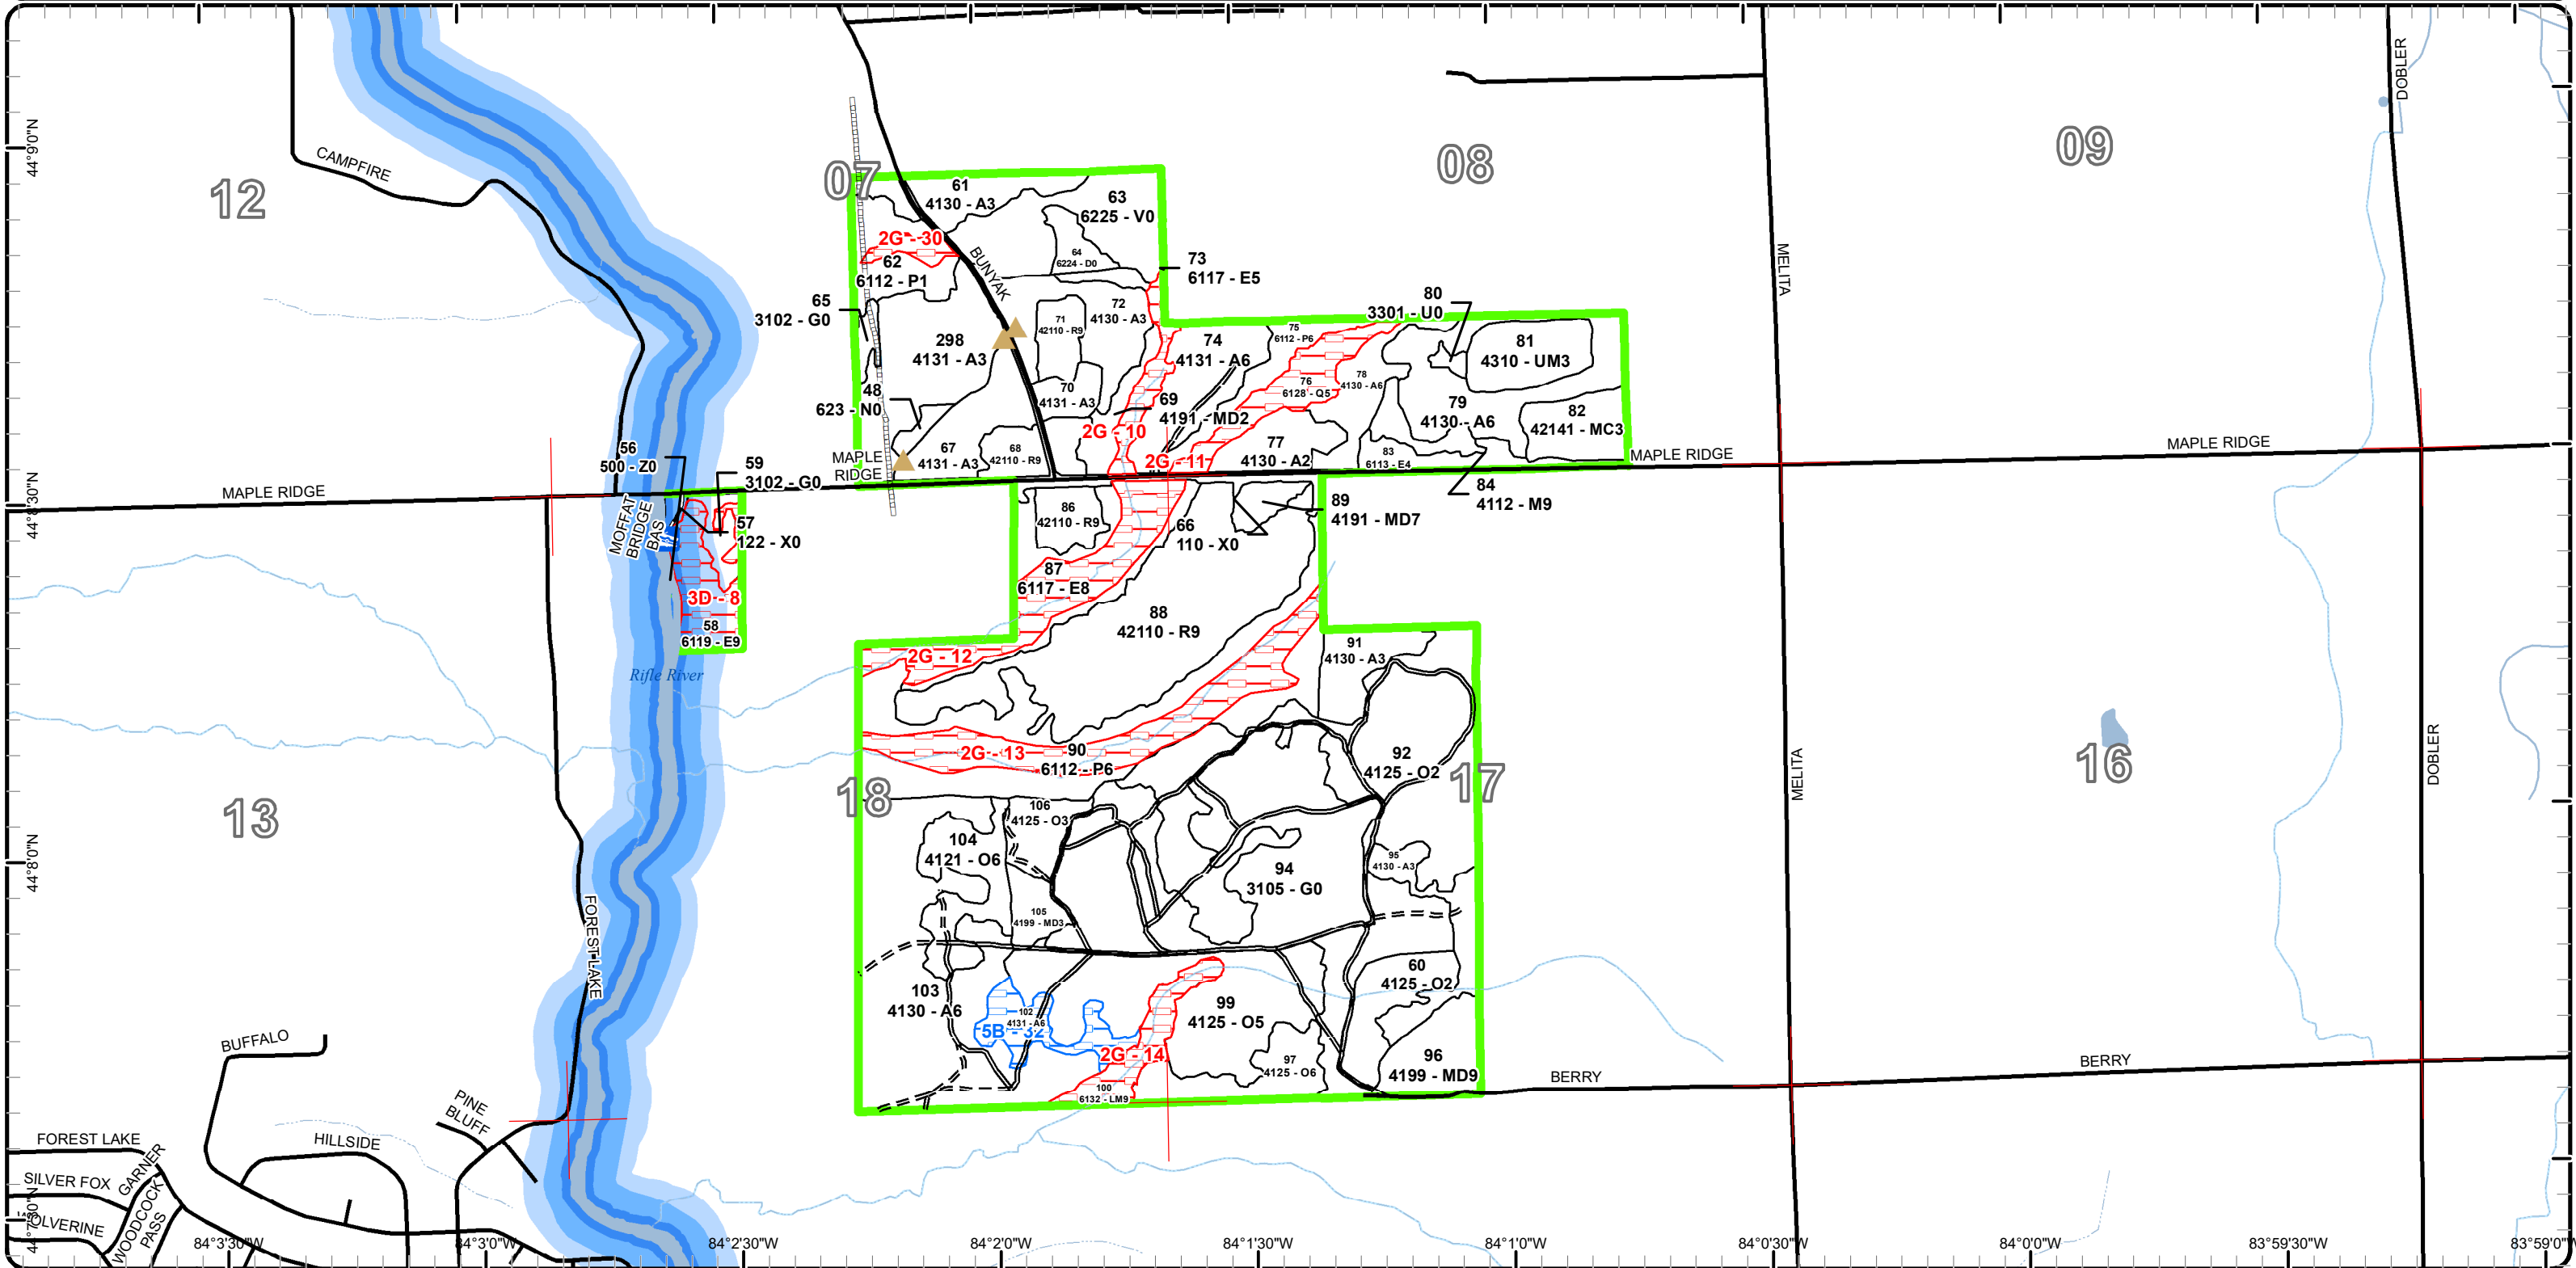 DOBLER
09
08
07
12
CAMPFIRE
44°9'0"N
61
4130 - A3
63
6225 - V0
2G - 30
62
6112 - P1
BUNYAK
64
6224 - D0
73
6117 - E5
MELITA
65
3102 - G0
298
4131 - A3
71
42110 - R9
72
4130 - A3
74
4131 - A6
75
6112 - P6
80
3301 - U0
81
4310 - UM3
48
623 - N0
70
4131 - A3
69
4191 - MD2
76
6128 - Q5
78
4130 - A6
79
4130 - A6
82
42141 - MC3
2G - 10
67
4131 - A3
68
42110 - R9
2G - 11
77
4130 - A2
83
6113 - E4
MAPLE
RIDGE
MAPLE RIDGE
MAPLE RIDGE
MAPLE RIDGE
44°8'30"N
56
500 - Z0
59
3102 - G0
84
4112 - M9
MOFFAT
BRIDGE
BAS
57
122 - X0
86
42110 - R9
66
110 - X0
89
4191 - MD7
87
6117 - E8
3D - 8
58
6119 - E9
Rifle River
88
42110 - R9
2G - 12
91
4130 - A3
2G - 13
90
6112 - P6
92
4125 - O2
MELITA
DOBLER
13
18
17
16
106
4125 - O3
104
4121 - O6
94
3105 - G0
95
4130 - A3
44°8'0"N
105
4199 - MD3
FOREST LAKE
103
4130 - A6
102
4131 - A6
5B - 32
99
4125 - O5
60
4125 - O2
2G - 14
100
6132 - LM9
97
4125 - O6
96
4199 - MD9
BERRY
BERRY
BUFFALO
PINE
BLUFF
FOREST LAKE
HILLSIDE
SILVER FOX
GARNER
WOLVERINE
WOODCOCK
PASS
44°7'30"N
84°3'30"W
84°3'0"W
84°2'30"W
84°2'0"W
84°1'30"W
84°1'0"W
84°0'30"W
84°0'0"W
83°59'30"W
83°59'0"W